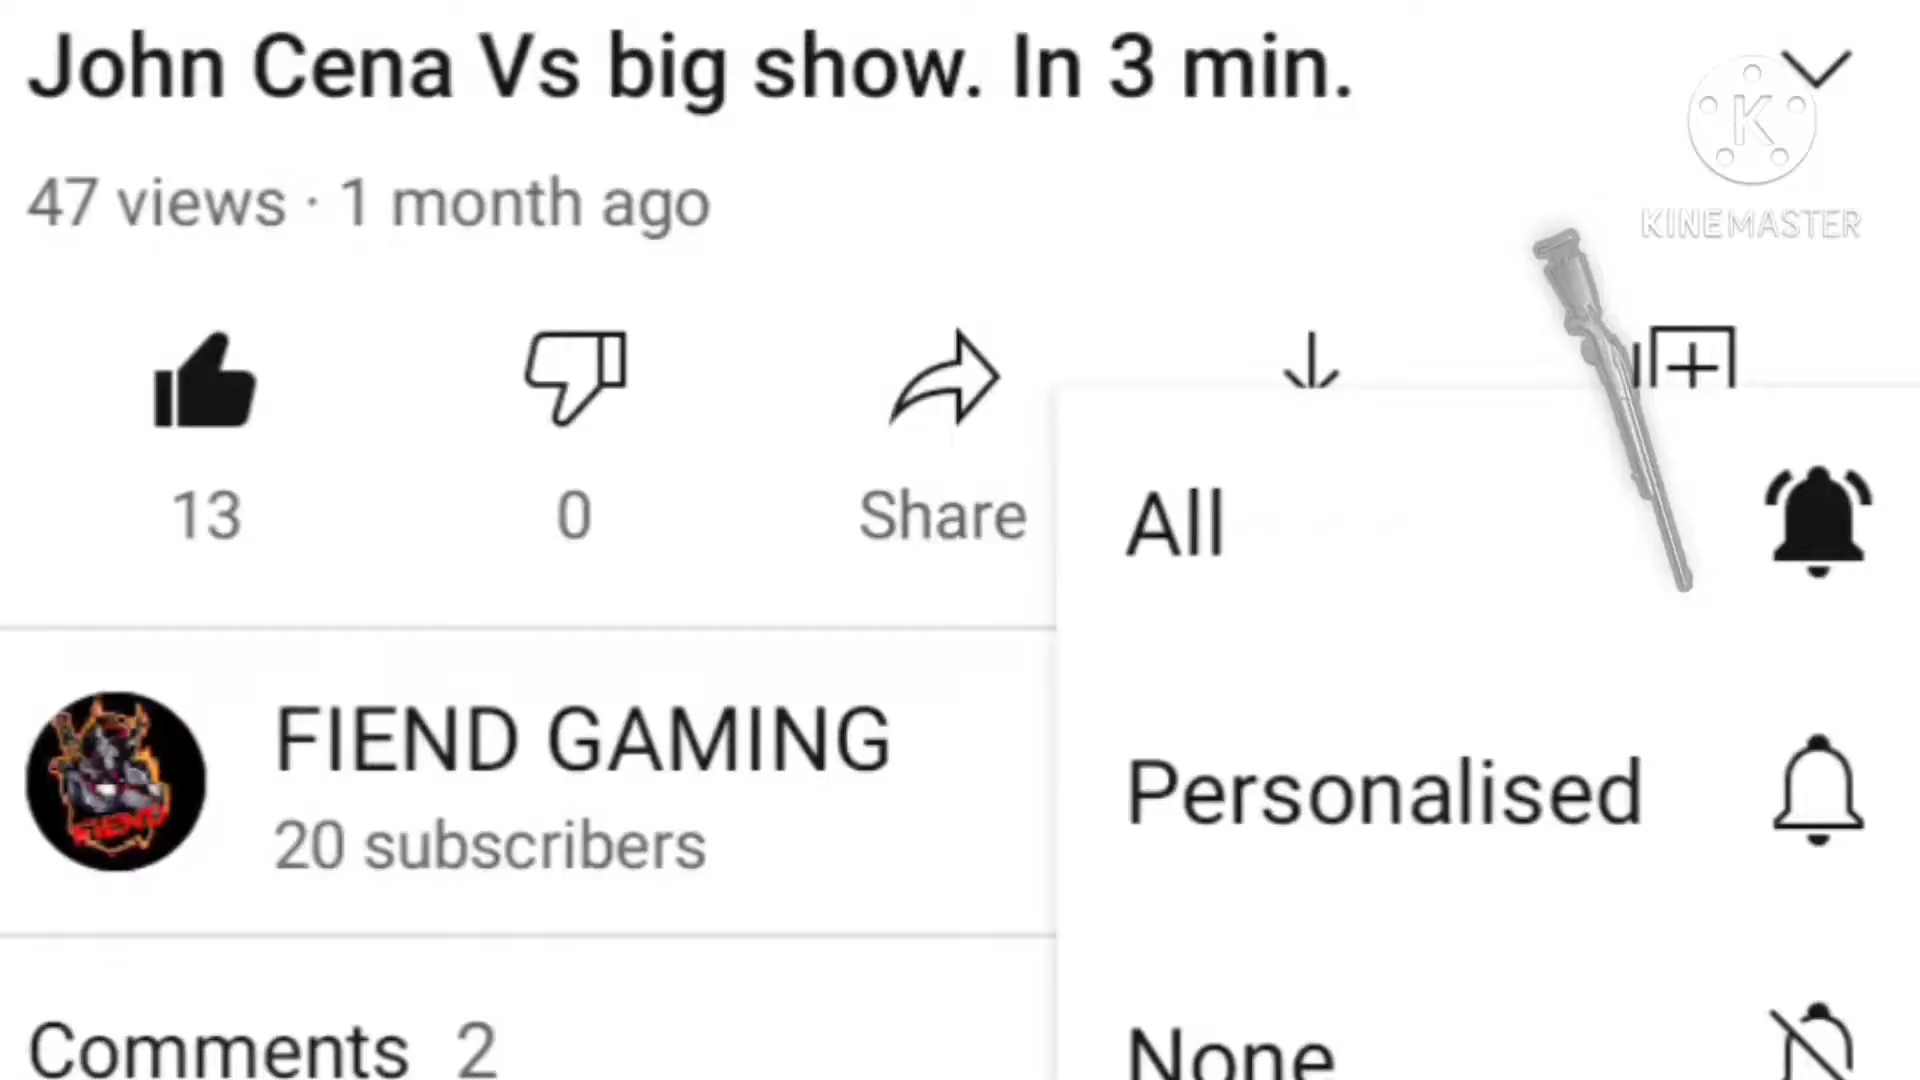 John Cena Vs big show. In 3 min.
K
KINEMASTER
47 views · 1 month ago
13
0
Share
All
FIEND GAMING
20 subscribers
Personalised
FIEND
Comments 2
None